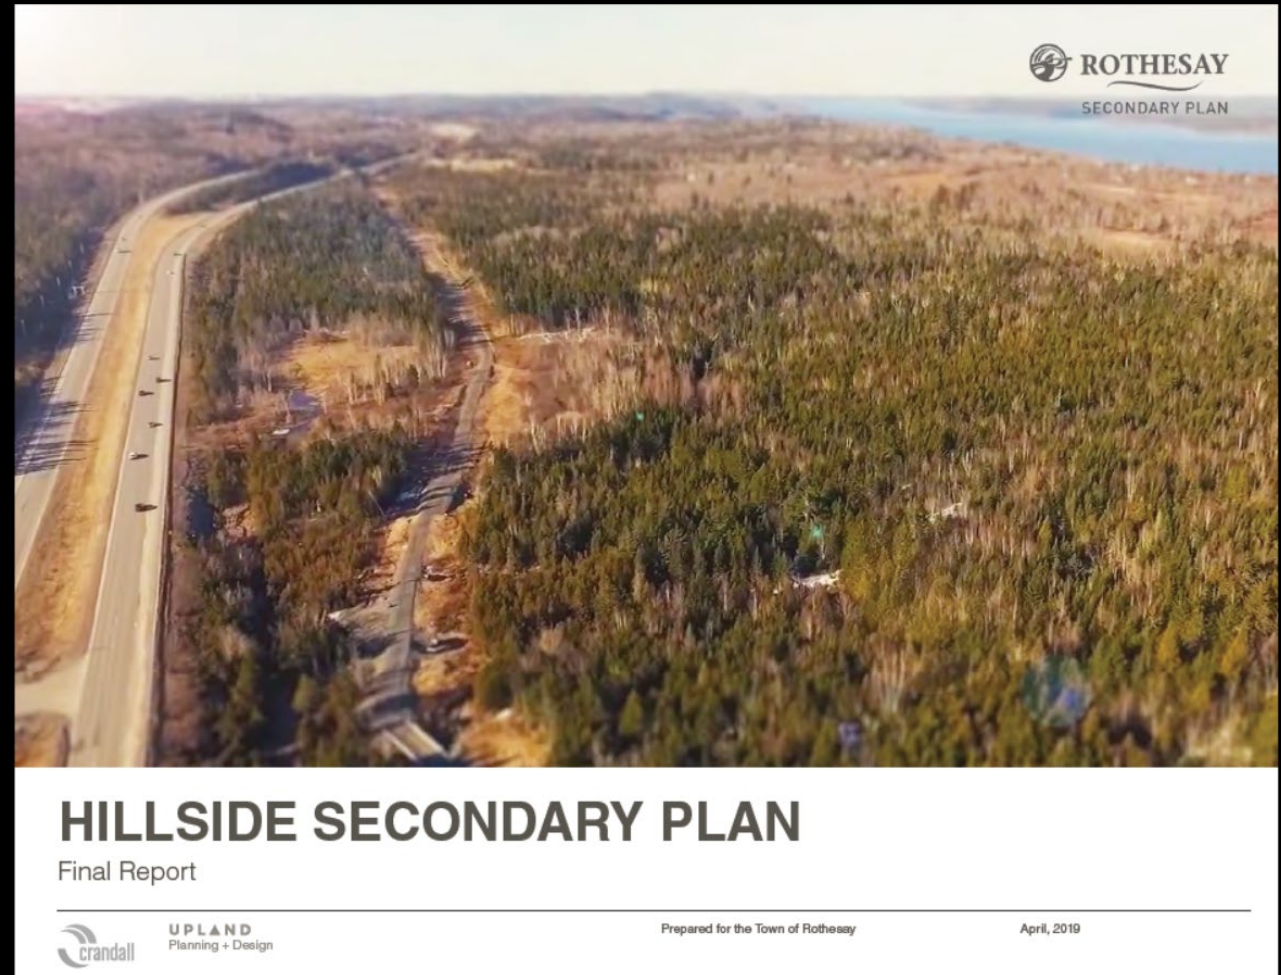 ROTHESAY
SECONDARY PLAN
HILLSIDE SECONDARY PLAN
Final Report
crandall
UPLAND
Planning + Design
Prepared for the Town of Rothesay
April, 2019